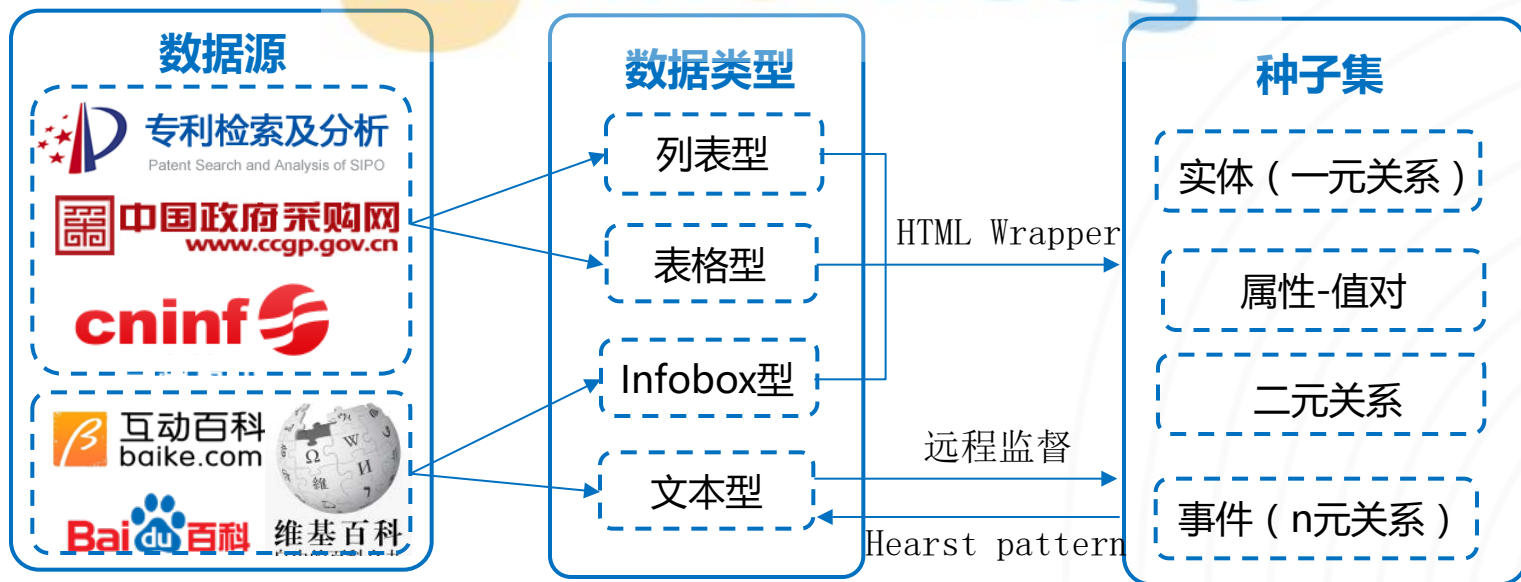 数据源
专利检索及分析
Patent Search and Analysis of SIPO
中国政府采购网
www.ccgp.gov.cn
cninf
互动百科
baike.com
Ω
W
И
維
维基百科
Bai du 百科
数据类型
列表型
表格型
Infobox型
文本型
HTML Wrapper
远程监督
Hearst pattern
种子集
实体（一元关系）
属性-值对
二元关系
事件（n元关系）